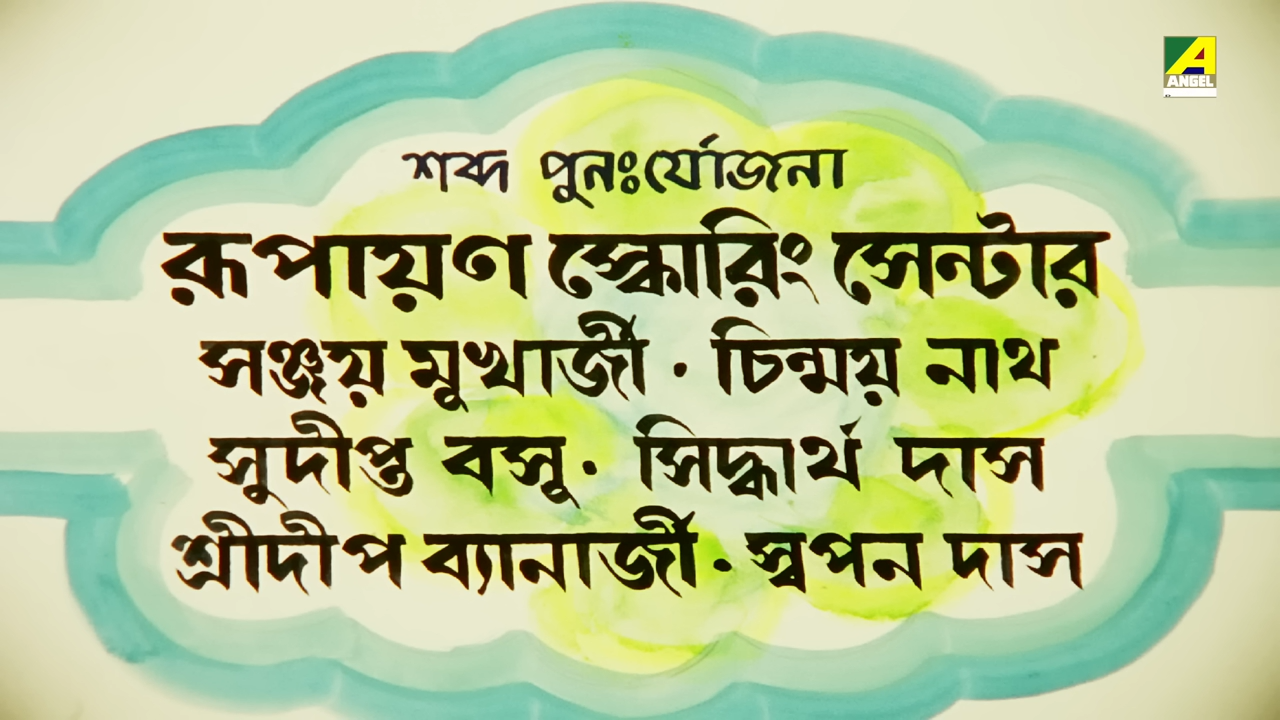 ANGEL
শব্দ পুনঃর্যোজনা
রূপায়ণ স্কোরিং সেন্টার
সঞ্জয় মুখার্জী · চিন্ময় নাথ
সুদীপ্ত বসু · সিদ্ধার্থ দাস
শ্রীদীপ ব্যানার্জী · স্বপন দাস